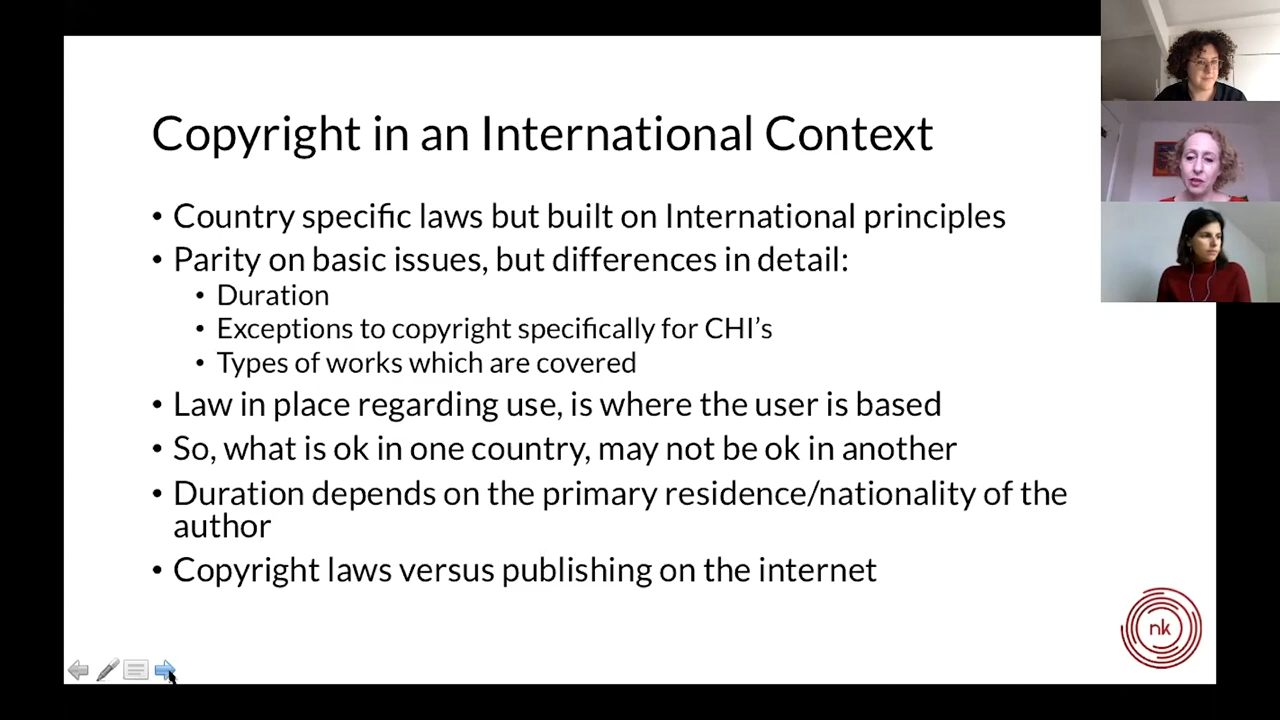 Copyright in an International Context
• Country specific laws but built on International principles
• Parity on basic issues, but differences in detail:
• Duration
• Exceptions to copyright specifically for CHI’s
• Types of works which are covered
• Law in place regarding use, is where the user is based
• So, what is ok in one country, may not be ok in another
• Duration depends on the primary residence/nationality of the
author
• Copyright laws versus publishing on the internet
nk